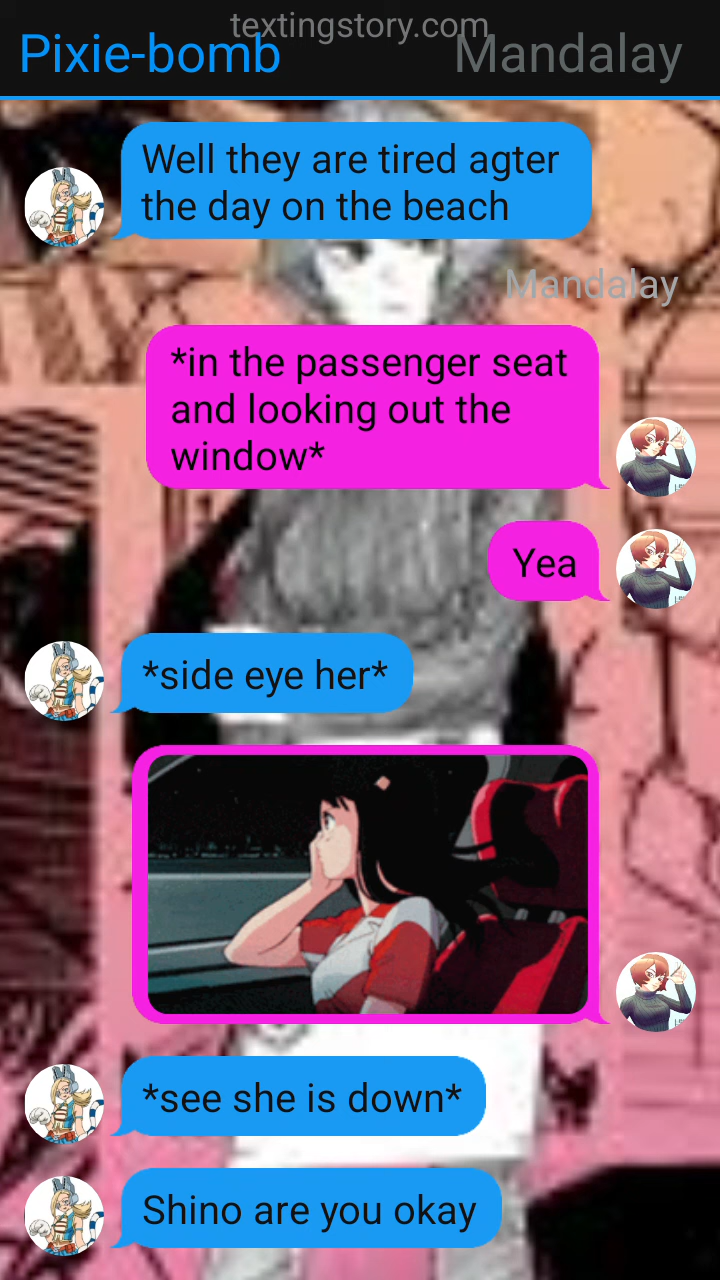 textingstory.com
Pixie-bomb
Mandalay
Well they are tired agter
the day on the beach
Mandalay
*in the passenger seat
and looking out the
window*
Yea
*side eye her*
*see she is down*
Shino are you okay